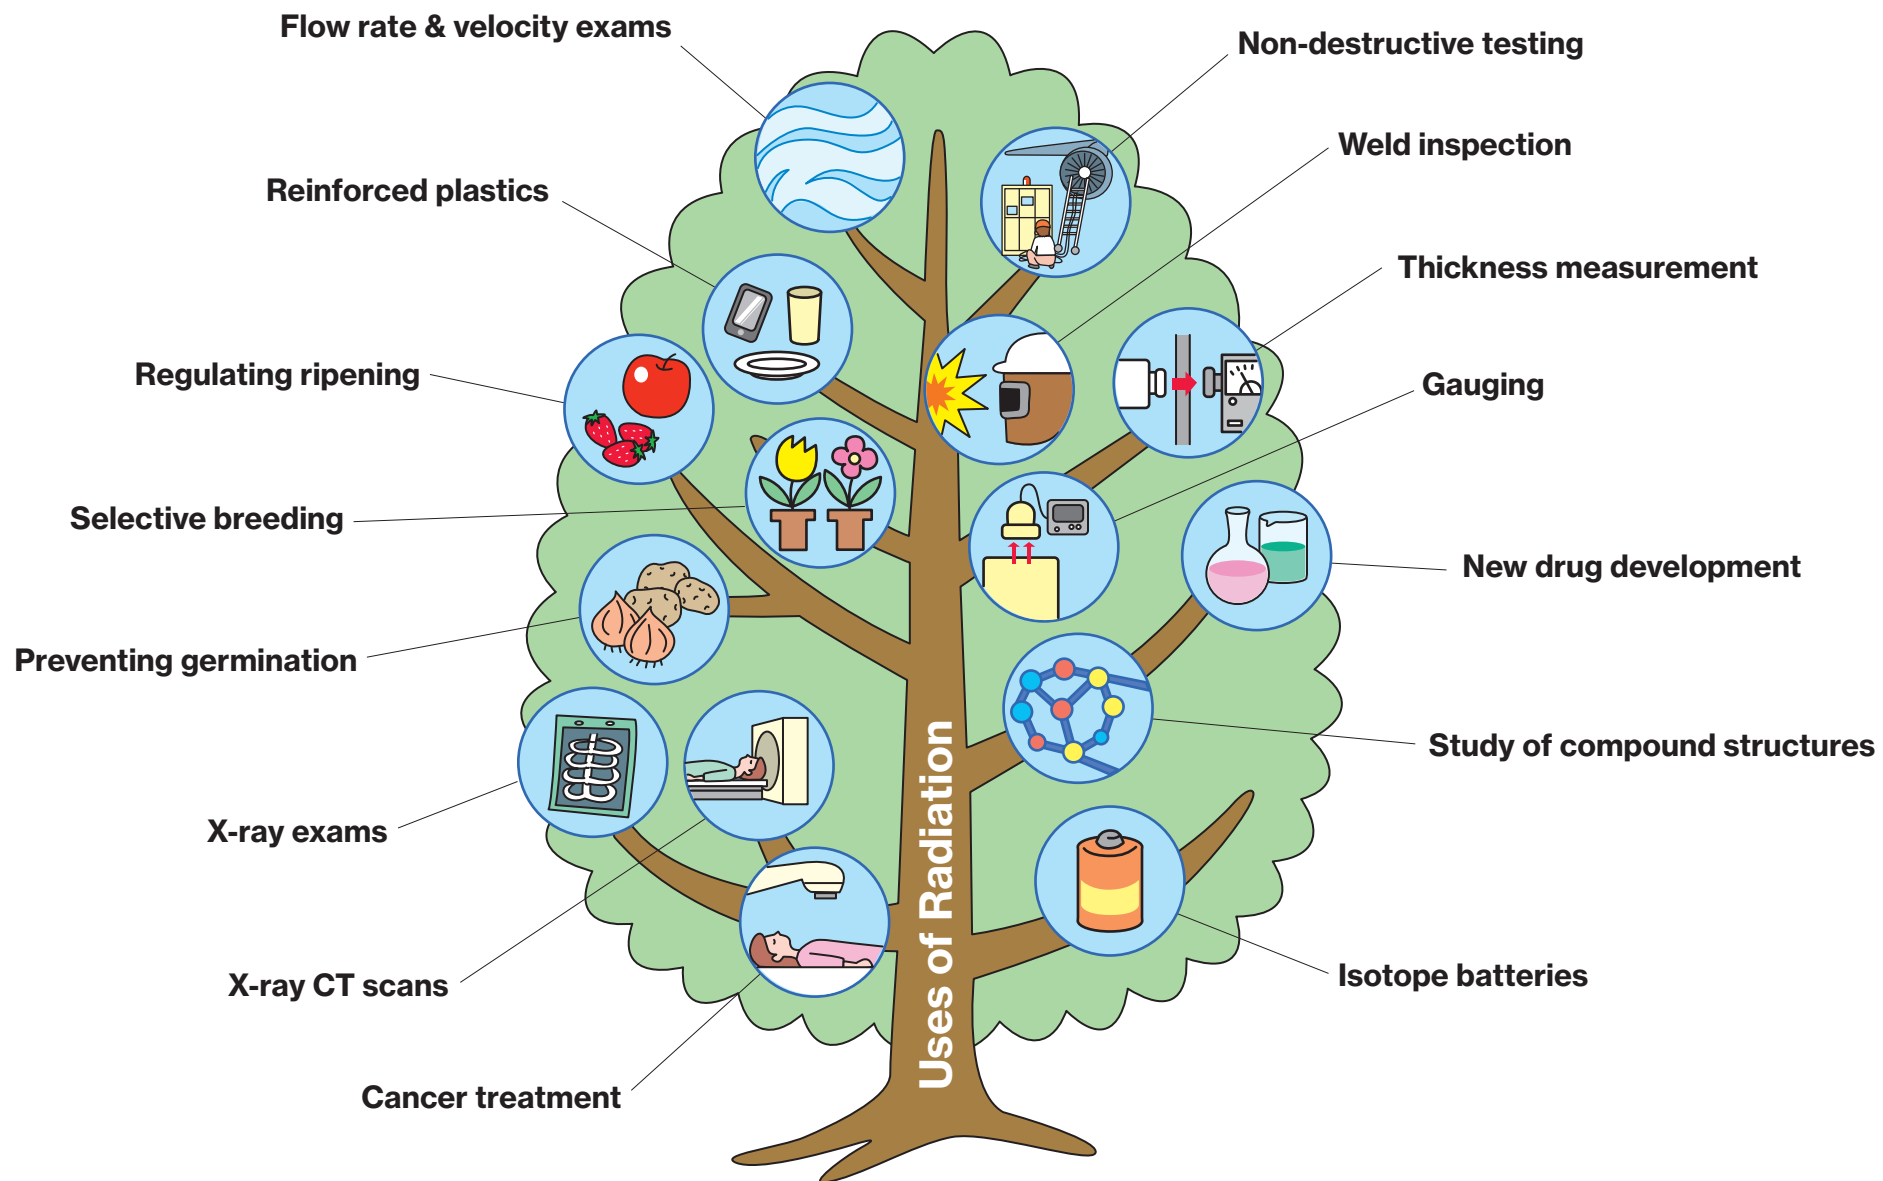 Flow rate & velocity exams
Non-destructive testing
Weld inspection
Reinforced plastics
Thickness measurement
Regulating ripening
Gauging
Selective breeding
New drug development
Preventing germination
Study of compound structures
X-ray exams
X-ray CT scans
Isotope batteries
Cancer treatment
Uses of Radiation